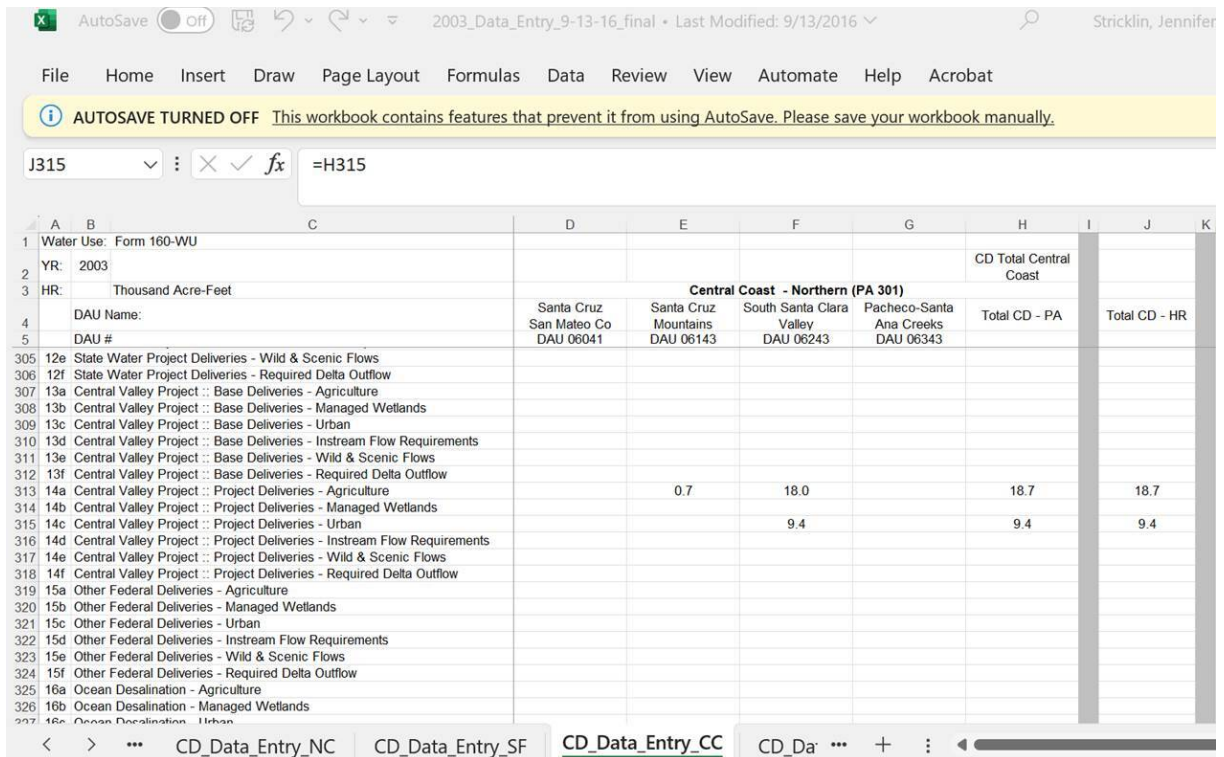 AutoSave Off 2003_Data_Entry_9-13-16_final • Last Modified: 9/13/2016 Stricklin, Jennifer
File Home Insert Draw Page Layout Formulas Data Review View Automate Help Acrobat
AUTOSAVE TURNED OFF This workbook contains features that prevent it from using AutoSave. Please save your workbook manually.
J315 fx =H315
A B C D E F G H I J K
1 Water Use: Form 160-WU
2 YR: 2003 CD Total Central Coast
3 HR: Thousand Acre-Feet Central Coast - Northern (PA 301)
4 DAU Name: Santa Cruz San Mateo Co Santa Cruz Mountains South Santa Clara Valley Pacheco-Santa Ana Creeks Total CD - PA Total CD - HR
5 DAU # DAU 06041 DAU 06143 DAU 06243 DAU 06343
305 12e State Water Project Deliveries - Wild & Scenic Flows
306 12f State Water Project Deliveries - Required Delta Outflow
307 13a Central Valley Project :: Base Deliveries - Agriculture
308 13b Central Valley Project :: Base Deliveries - Managed Wetlands
309 13c Central Valley Project :: Base Deliveries - Urban
310 13d Central Valley Project :: Base Deliveries - Instream Flow Requirements
311 13e Central Valley Project :: Base Deliveries - Wild & Scenic Flows
312 13f Central Valley Project :: Base Deliveries - Required Delta Outflow
313 14a Central Valley Project :: Project Deliveries - Agriculture 0.7 18.0 18.7 18.7
314 14b Central Valley Project :: Project Deliveries - Managed Wetlands
315 14c Central Valley Project :: Project Deliveries - Urban 9.4 9.4 9.4
316 14d Central Valley Project :: Project Deliveries - Instream Flow Requirements
317 14e Central Valley Project :: Project Deliveries - Wild & Scenic Flows
318 14f Central Valley Project :: Project Deliveries - Required Delta Outflow
319 15a Other Federal Deliveries - Agriculture
320 15b Other Federal Deliveries - Managed Wetlands
321 15c Other Federal Deliveries - Urban
322 15d Other Federal Deliveries - Instream Flow Requirements
323 15e Other Federal Deliveries - Wild & Scenic Flows
324 15f Other Federal Deliveries - Required Delta Outflow
325 16a Ocean Desalination - Agriculture
326 16b Ocean Desalination - Managed Wetlands
327 16c Ocean Desalination - Urban
CD_Data_Entry_NC CD_Data_Entry_SF CD_Data_Entry_CC CD_Da